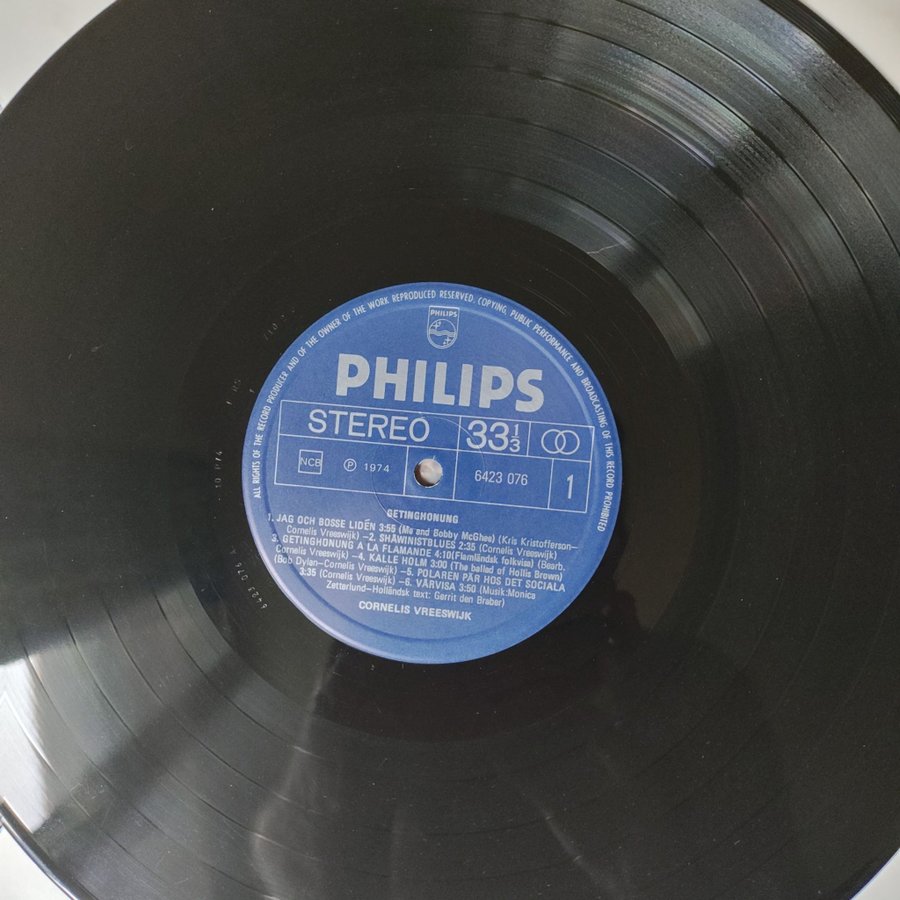 ALL RIGHTS OF THE RECORD PRODUCER AND OF THE OWNER OF THE WORK REPRODUCED RESERVED. COPYING, PUBLIC PERFORMANCE AND BROADCASTING OF THIS RECORD PROHIBITED
PHILIPS
PHILIPS
STEREO 33 1/3
NCB Ⓟ 1974 6423 076 1
GETINGHONUNG
1. JAG OCH BOSSE LIDÉN 3:55 (Me and Bobby McGhee) (Kris Kristofferson–
Cornelis Vreeswijk) –2. SHÅWINISTBLUES 2:35 (Cornelis Vreeswijk)
3. GETINGHONUNG A LA FLAMANDE 4:10(Flamländsk folkvisa) (Bearb.
Cornelis Vreeswijk) –4. KALLE HOLM 3:00 (The ballad of Hollis Brown)
(Bob Dylan–Cornelis Vreeswijk) –5. POLAREN PÄR HOS DET SOCIALA
3:35 (Cornelis Vreeswijk) –6. VÅRVISA 3:50 (Musik:Monica
Zetterlund–Holländsk text: Gerrit den Braber)
CORNELIS VREESWIJK
6423 076